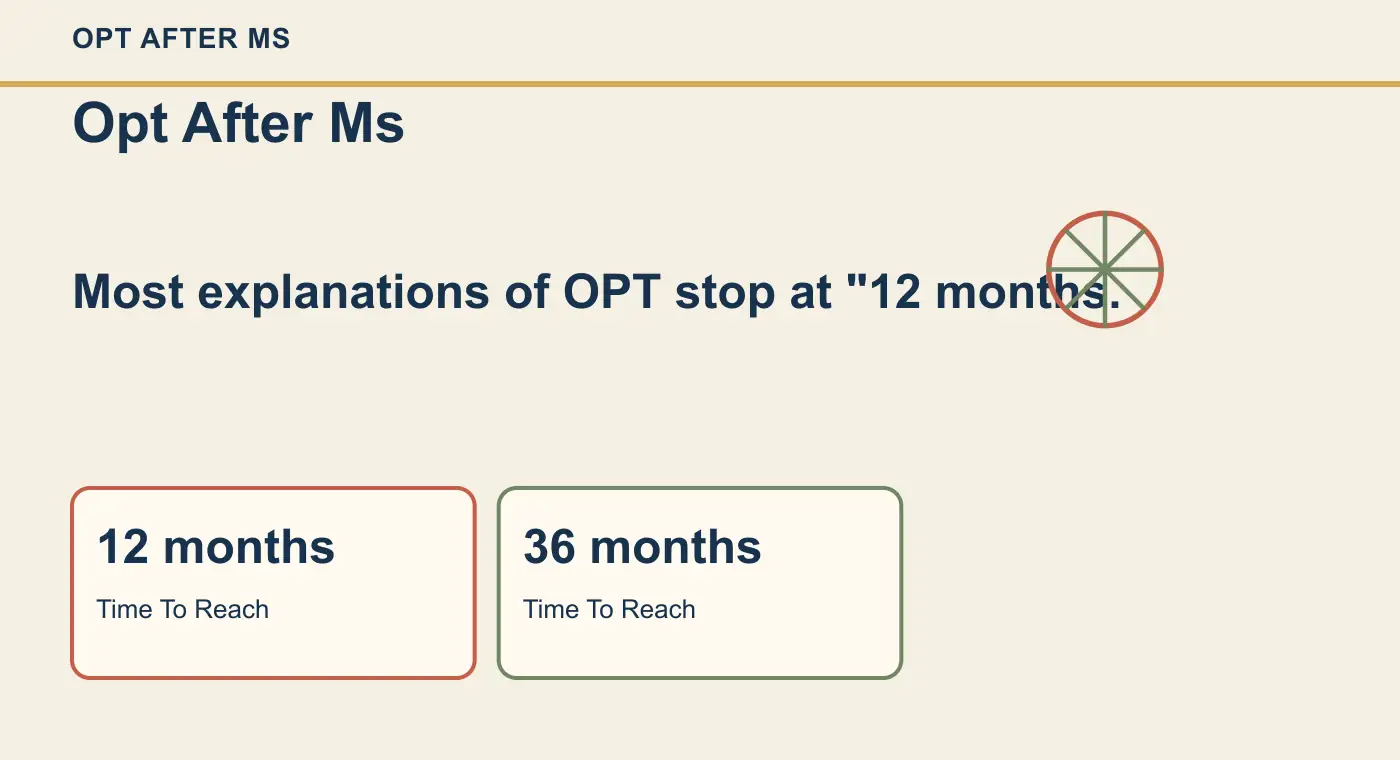 OPT AFTER MS
Opt After Ms
Most explanations of OPT stop at "12 months.
12 months
Time To Reach
36 months
Time To Reach